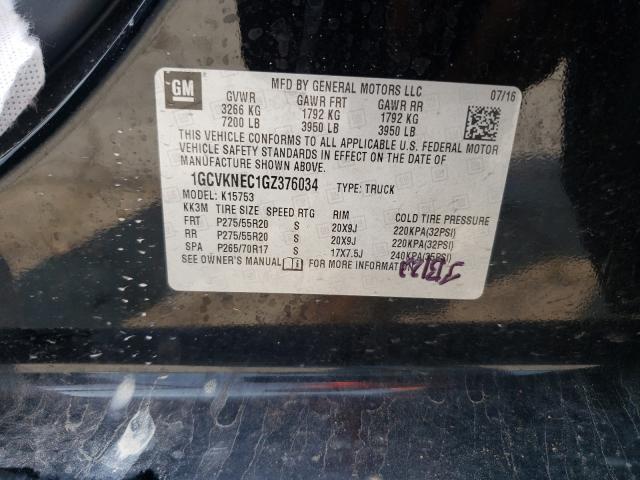 GM
MFD BY GENERAL MOTORS LLC 07/16
GVWR GAWR FRT GAWR RR
3266 KG 1792 KG 1792 KG
7200 LB 3950 LB 3950 LB
THIS VEHICLE CONFORMS TO ALL APPLICABLE U.S. FEDERAL MOTOR
VEHICLE SAFETY STANDARDS IN EFFECT ON THE DATE OF
MANUFACTURE SHOWN ABOVE.
1GCVKNEC1GZ376034 TYPE: TRUCK
MODEL: K15753
KK3M TIRE SIZE SPEED RTG RIM COLD TIRE PRESSURE
FRT P275/55R20 S 20X9J 220KPA(32PSI)
RR P275/55R20 S 20X9J 220KPA(32PSI)
SPA P265/70R17 S 17X7.5J 240KPA(35PSI)
SEE OWNER'S MANUAL FOR MORE INFORMATION